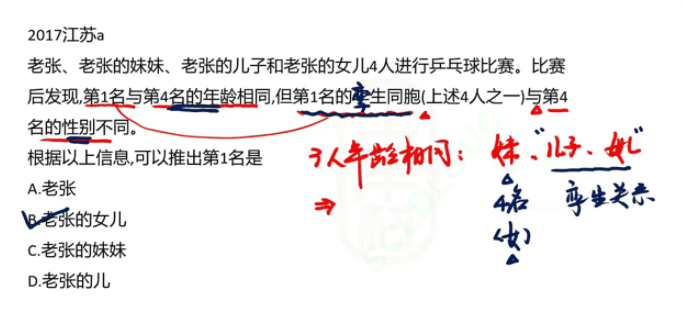 2017江苏a
老张、老张的妹妹、老张的儿子和老张的女儿4人进行乒乓球比赛。比赛
后发现,第1名与第4名的年龄相同,但第1名的孪生同胞(上述4人之一)与第4
名的性别不同。
根据以上信息,可以推出第1名是
3人年龄相同：妹、"儿子、女儿"
⇒
4名
(女)
孪生关系
A.老张
B.老张的女儿
C.老张的妹妹
D.老张的儿